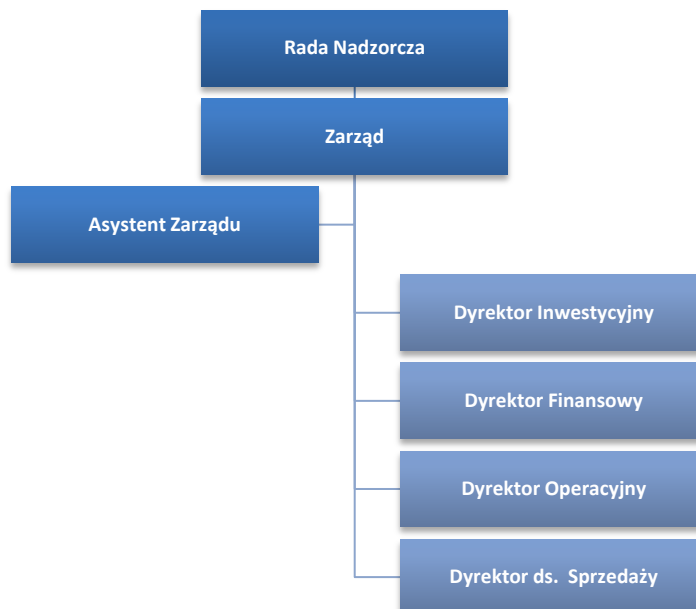 Rada Nadzorcza
Zarząd
Asystent Zarządu
Dyrektor Inwestycyjny
Dyrektor Finansowy
Dyrektor Operacyjny
Dyrektor ds. Sprzedaży